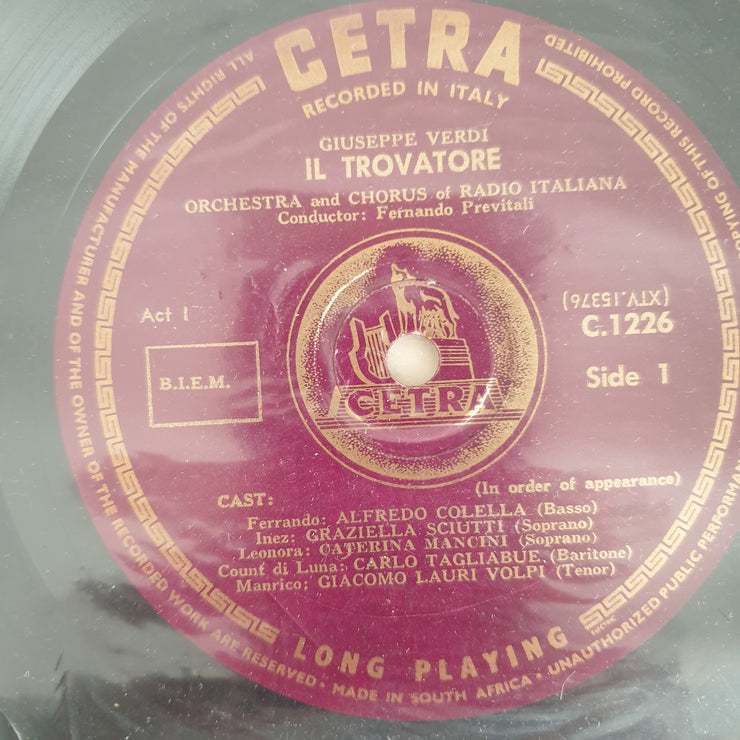 CETRA
RECORDED IN ITALY
GIUSEPPE VERDI
IL TROVATORE
ORCHESTRA and CHORUS of RADIO ITALIANA
Conductor: Fernando Previtali
Act I
(XTV.15376)
C.1226
B.I.E.M.
Side 1
CETRA
(In order of appearance)
CAST:
Ferrando: ALFREDO COLELLA (Basso)
Inez: GRAZIELLA SCIUTTI (Soprano)
Leonora: CATERINA MANCINI (Soprano)
Count di Luna: CARLO TAGLIABUE (Baritone)
Manrico: GIACOMO LAURI VOLPI (Tenor)
LONG PLAYING
ALL RIGHTS OF THE MANUFACTURER AND OF THE OWNER OF THE RECORDED WORK ARE RESERVED • MADE IN SOUTH AFRICA • UNAUTHORIZED PUBLIC PERFORMAN
OPYING OF THIS RECORD PROHIBITED